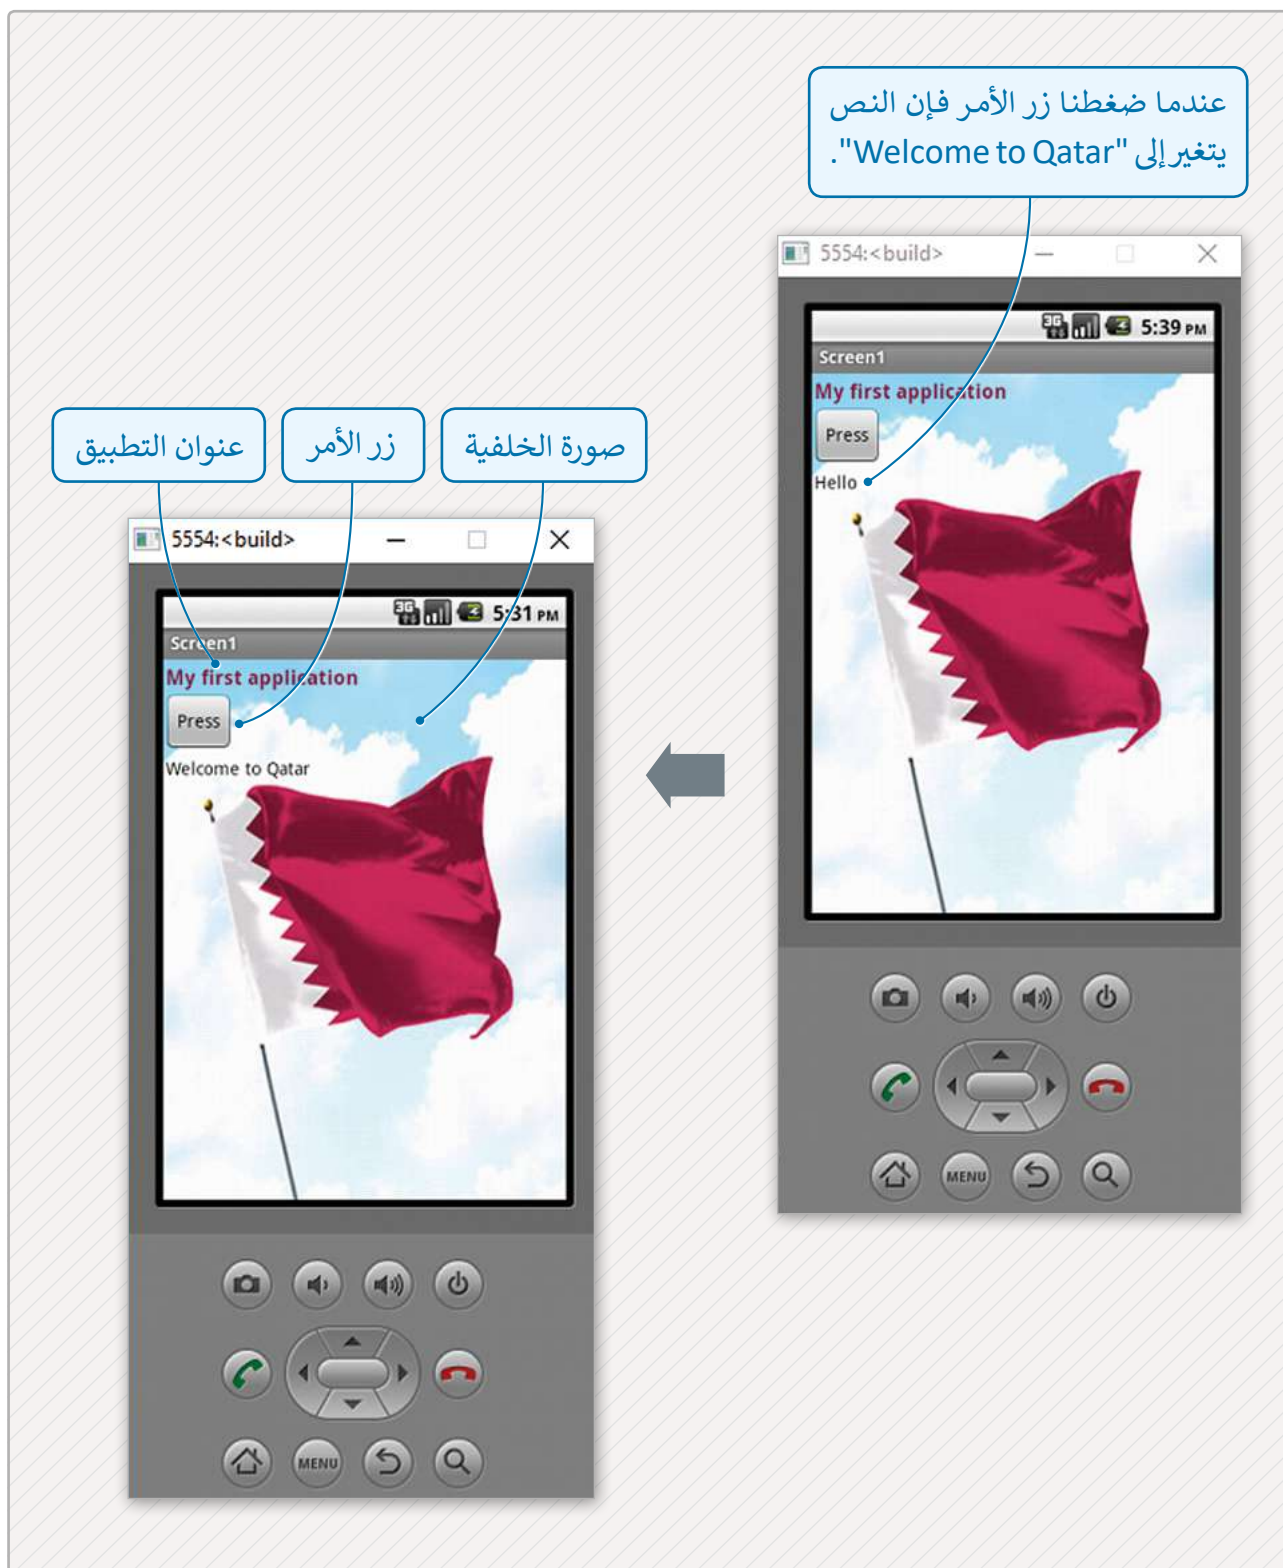 عندما ضغطنا زر الأمر فإن النص
يتغير إلى "Welcome to Qatar".
5554:<build>
3G
5:39 PM
Screen1
My first application
Press
Hello
MENU
صورة الخلفية
زر الأمر
عنوان التطبيق
5554:<build>
3G
5:31 PM
Screen1
My first application
Press
Welcome to Qatar
MENU